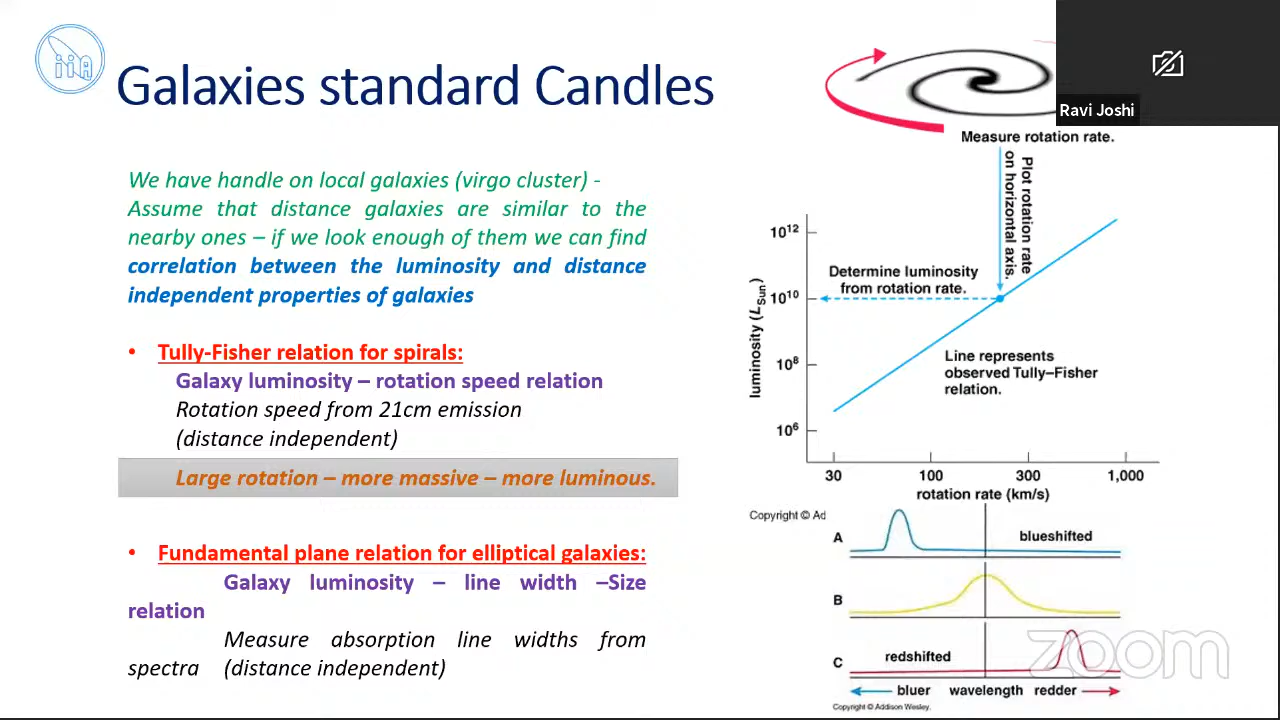 iiA
Galaxies standard Candles
Ravi Joshi
We have handle on local galaxies (virgo cluster) -
Assume that distance galaxies are similar to the
nearby ones – if we look enough of them we can find
correlation between the luminosity and distance
independent properties of galaxies
• Tully-Fisher relation for spirals:
Galaxy luminosity – rotation speed relation
Rotation speed from 21cm emission
(distance independent)
Large rotation – more massive – more luminous.
• Fundamental plane relation for elliptical galaxies:
Galaxy luminosity – line width –Size
relation
Measure absorption line widths from
spectra (distance independent)
Measure rotation rate.
Plot rotation rate
on horizontal axis.
10¹²
Determine luminosity
from rotation rate.
10¹⁰
luminosity (L_Sun)
10⁸
Line represents
observed Tully–Fisher
relation.
10⁶
30 100 300 1,000
rotation rate (km/s)
Copyright © Ad
A blueshifted
B
C redshifted
zoom
bluer wavelength redder
Copyright © Addison Wesley.